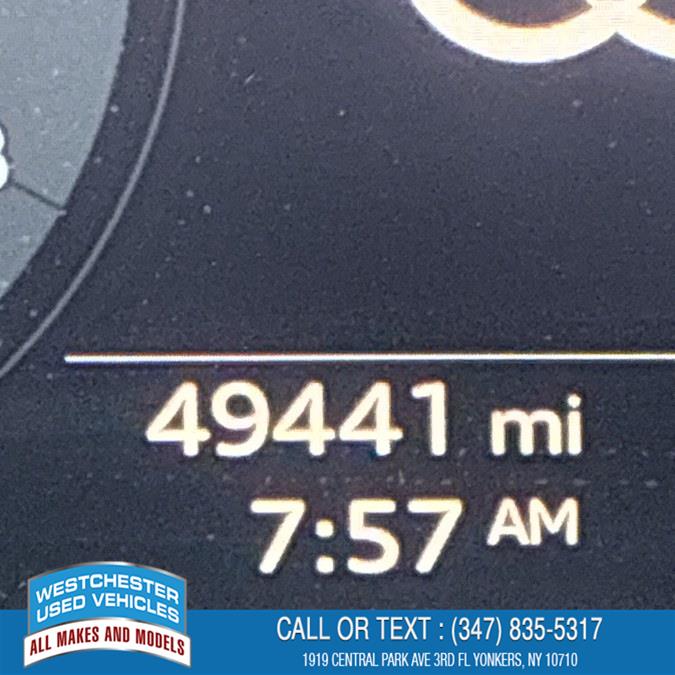 49441 mi
7:57 AM
WESTCHESTER
USED VEHICLES
ALL MAKES AND MODELS
CALL OR TEXT : (347) 835-5317
1919 CENTRAL PARK AVE 3RD FL YONKERS, NY 10710